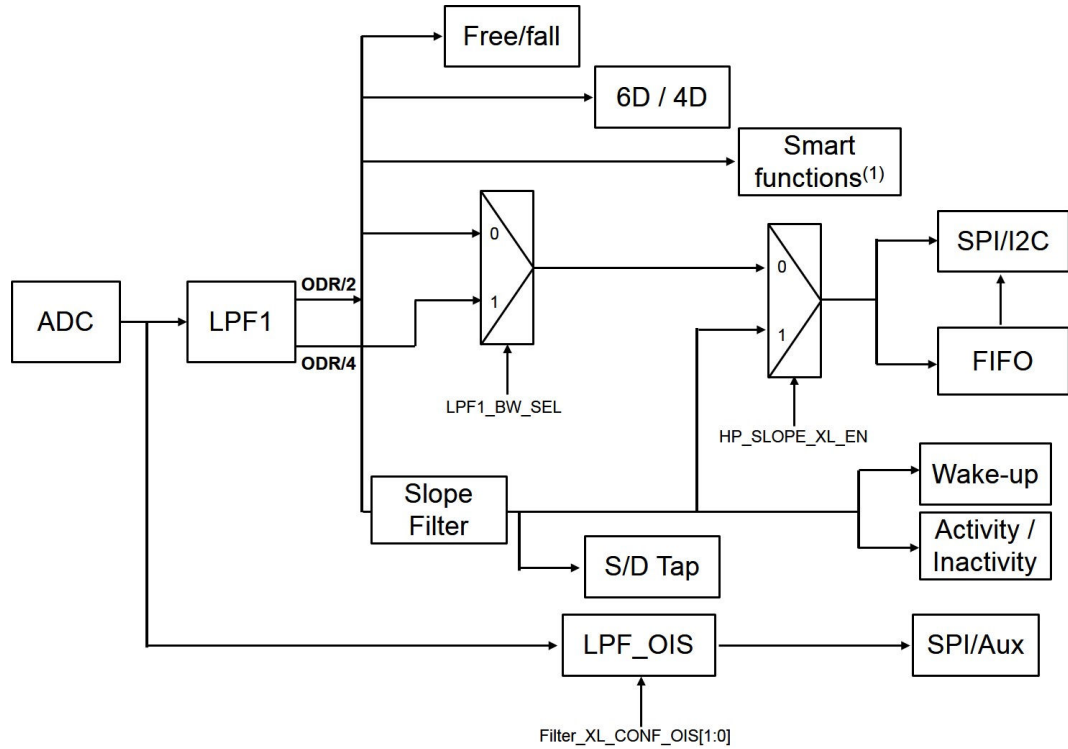 Free/fall
6D / 4D
Smart
functions(1)
0
SPI/I2C
0
ODR/2
1
ADC
LPF1
1
ODR/4
FIFO
LPF1_BW_SEL
HP_SLOPE_XL_EN
Wake-up
Slope
Filter
Activity /
Inactivity
S/D Tap
LPF_OIS
SPI/Aux
Filter_XL_CONF_OIS[1:0]